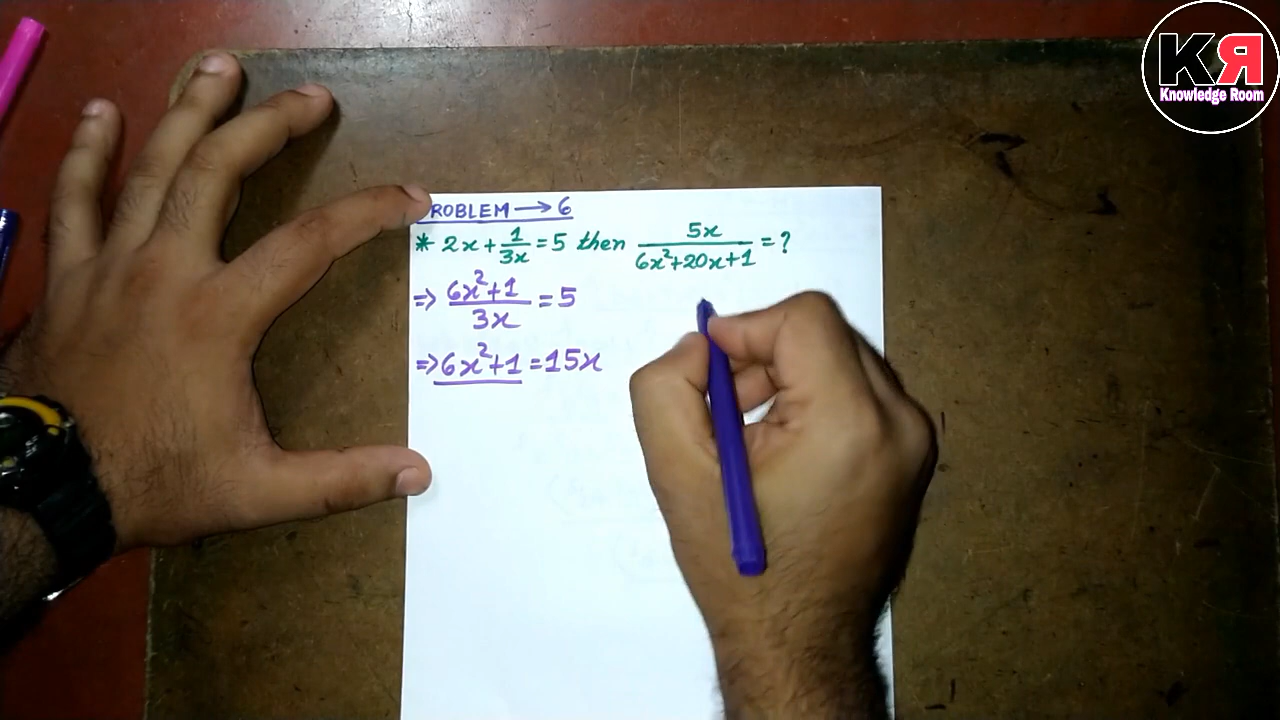 KЯ
Knowledge Room
ROBLEM → 6
* 2x + 1/3x = 5 then 5x/6x²+20x+1 = ?
⇒ 6x²+1/3x = 5
⇒ 6x²+1 = 15x